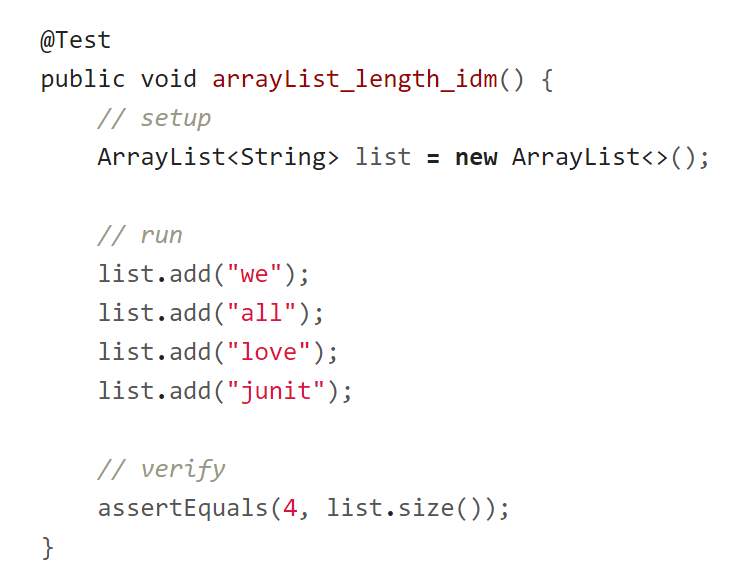 @Test
public void arrayList_length_idm() {
    // setup
    ArrayList<String> list = new ArrayList<>();

    // run
    list.add("we");
    list.add("all");
    list.add("love");
    list.add("junit");

    // verify
    assertEquals(4, list.size());
}